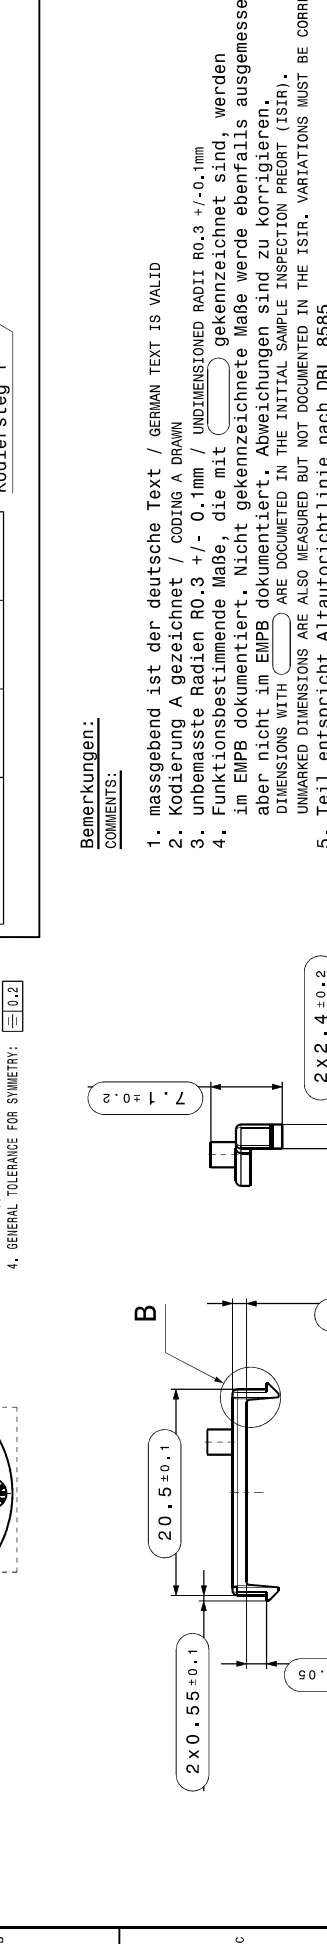 Kodiersteg 1
4. GENERAL TOLERANCE FOR SYMMETRY: 0.2
Bemerkungen:
COMMENTS:
1. massgebend ist der deutsche Text / GERMAN TEXT IS VALID
2. Kodierung A gezeichnet / CODING A DRAWN
3. unbemasste Radien R0.3 +/- 0.1mm / UNDIMENSIONED RADII R0.3 +/-0.1mm
4. Funktionsbestimmende Maße, die mit gekennzeichnet sind, werden
im EMPB dokumentiert. Nicht gekennzeichnete Maße werde ebenfalls ausgemesse
aber nicht im EMPB dokumentiert. Abweichungen sind zu korrigieren.
DIMENSIONS WITH ARE DOCUMETED IN THE INITIAL SAMPLE INSPECTION PREORT (ISIR).
UNMARKED DIMENSIONS ARE ALSO MEASURED BUT NOT DOCUMENTED IN THE ISIR. VARIATIONS MUST BE CORRE
5. Teil entspricht Altautorichtlinie nach DBL 8585
7.1±0.2
2x2.4±0.2
B
20.5±0.1
2x0.55±0.1
.05
C